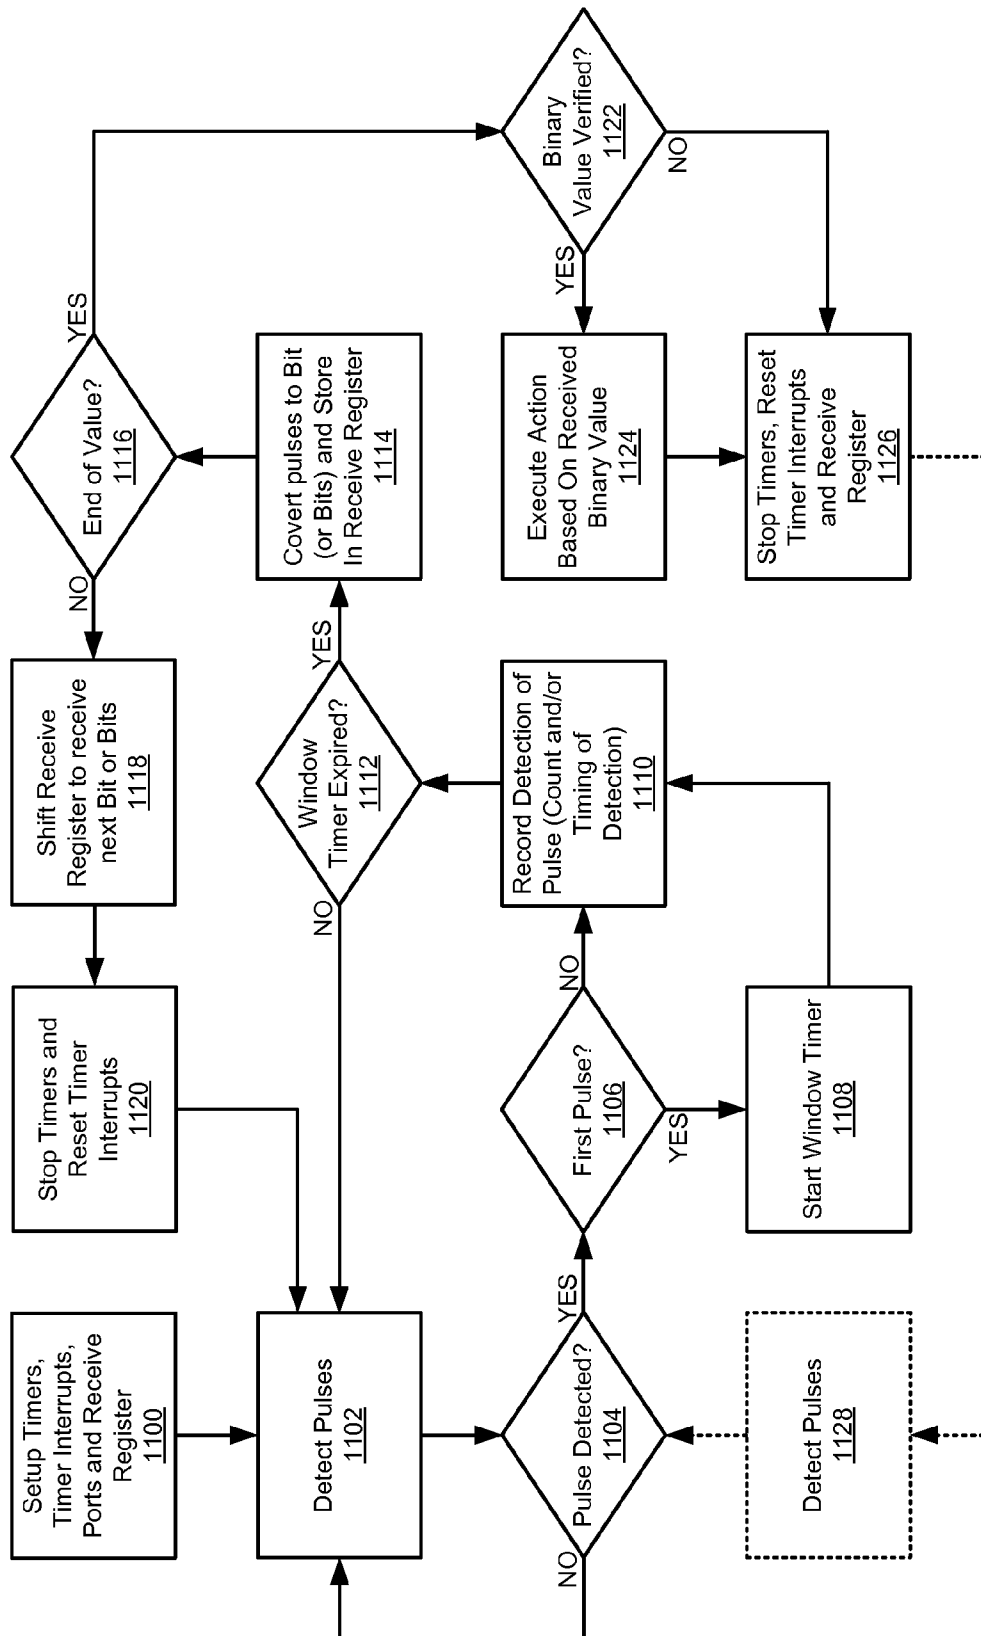 Setup Timers,
Timer Interrupts,
Ports and Receive
Register
1100
Detect Pulses
1102
Pulse Detected?
1104
NO
YES
Detect Pulses
1128
First Pulse?
1106
NO
YES
Start Window Timer
1108
Record Detection of
Pulse (Count and/or
Timing of
Detection)
1110
Window
Timer Expired?
1112
NO
YES
Covert pulses to Bit
(or Bits) and Store
In Receive Register
1114
End of Value?
1116
NO
YES
Shift Receive
Register to receive
next Bit or Bits
1118
Stop Timers and
Reset Timer
Interrupts
1120
Binary
Value Verified?
1122
YES
NO
Execute Action
Based On Received
Binary Value
1124
Stop Timers, Reset
Timer Interrupts
and Receive
Register
1126